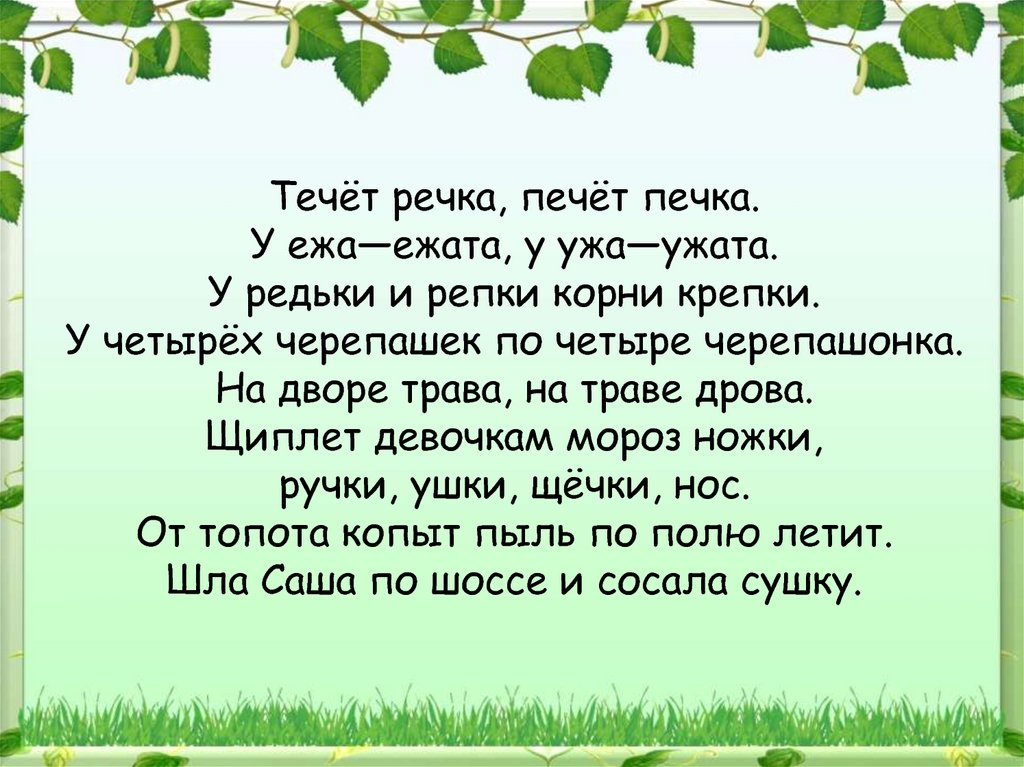 Течёт речка, печёт печка.
У ежа—ежата, у ужа—ужата.
У редьки и репки корни крепки.
У четырёх черепашек по четыре черепашонка.
На дворе трава, на траве дрова.
Щиплет девочкам мороз ножки,
ручки, ушки, щёчки, нос.
От топота копыт пыль по полю летит.
Шла Саша по шоссе и сосала сушку.